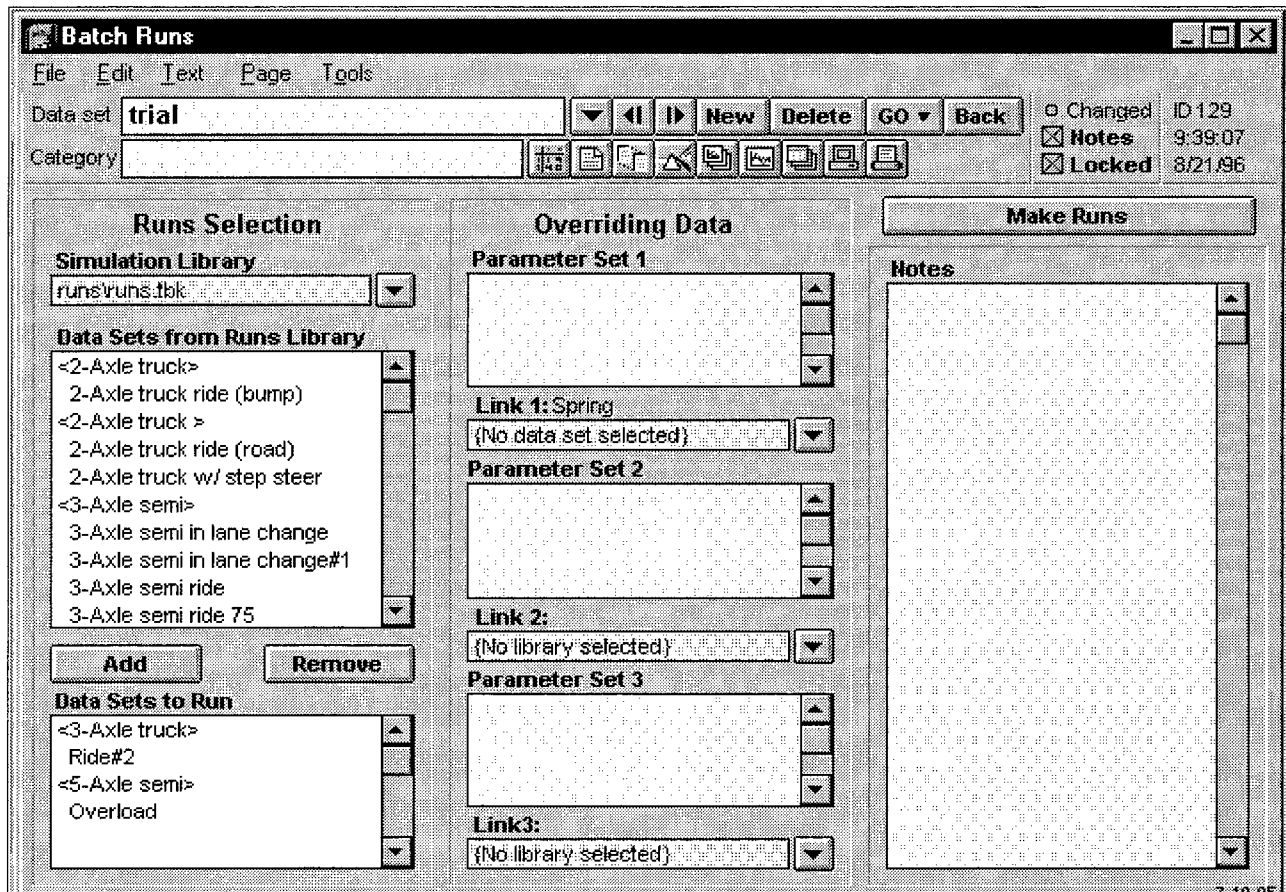 Batch Runs
File Edit Text Page Tools
Data set trial New Delete GO Back Changed ID 129
Notes 9:39:07
Category Locked 8/21/96
Runs Selection
Simulation Library
runs\runs.tbk
Data Sets from Runs Library
<2-Axle truck>
2-Axle truck ride (bump)
<2-Axle truck >
2-Axle truck ride (road)
2-Axle truck w/ step steer
<3-Axle semi>
3-Axle semi in lane change
3-Axle semi in lane change#1
3-Axle semi ride
3-Axle semi ride 75
Add Remove
Data Sets to Run
<3-Axle truck>
Ride#2
<5-Axle semi>
Overload
Overriding Data
Parameter Set 1
Link 1: Spring
{No data set selected}
Parameter Set 2
Link 2:
{No library selected}
Parameter Set 3
Link3:
{No library selected}
Make Runs
Notes